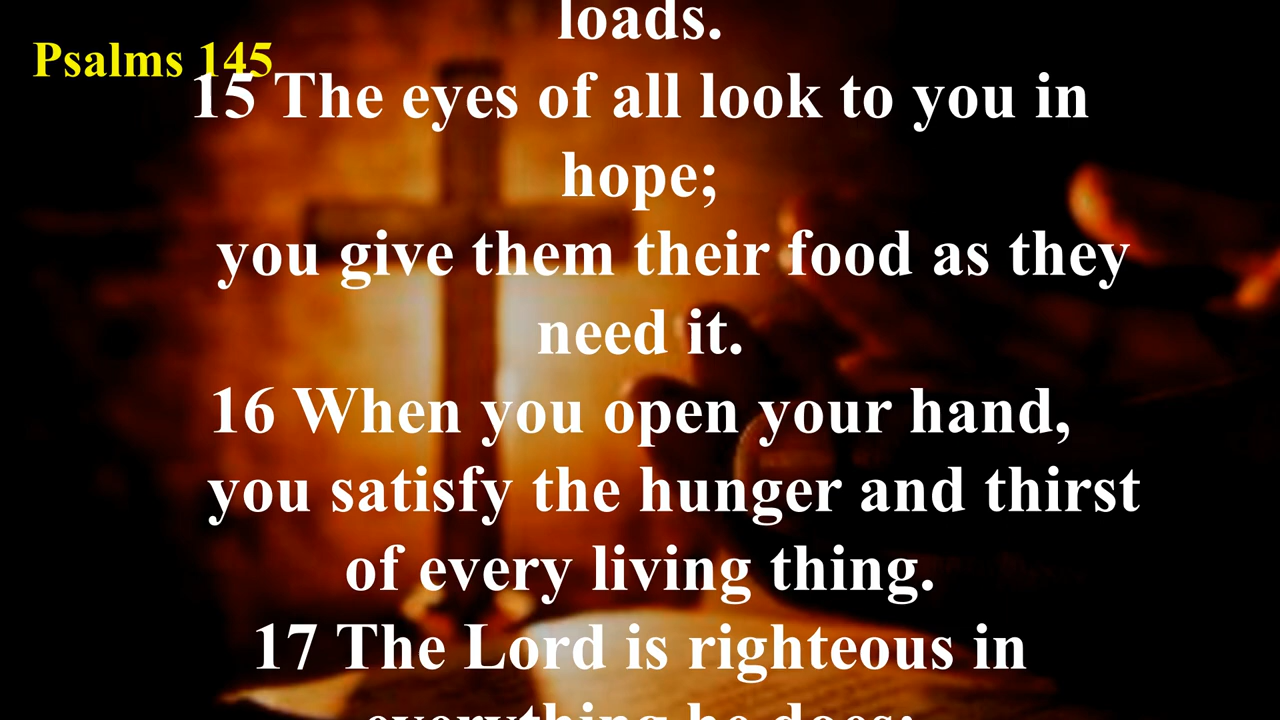 loads.
Psalms 145
15 The eyes of all look to you in
hope;
you give them their food as they
need it.
16 When you open your hand,
you satisfy the hunger and thirst
of every living thing.
17 The Lord is righteous in
everything he does;